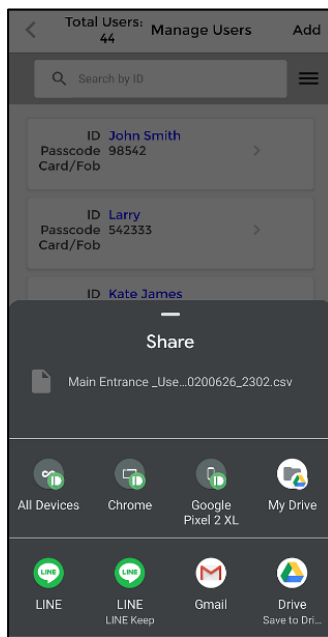 Total Users:
44
Manage Users
Add
Search by ID
ID John Smith
Passcode 98542
Card/Fob
ID Larry
Passcode 542333
Card/Fob
ID Kate James
Share
Main Entrance _Use...0200626_2302.csv
All Devices
Chrome
Google
Pixel 2 XL
My Drive
LINE
LINE
LINE
LINE
LINE Keep
Gmail
Drive
Save to Dri...